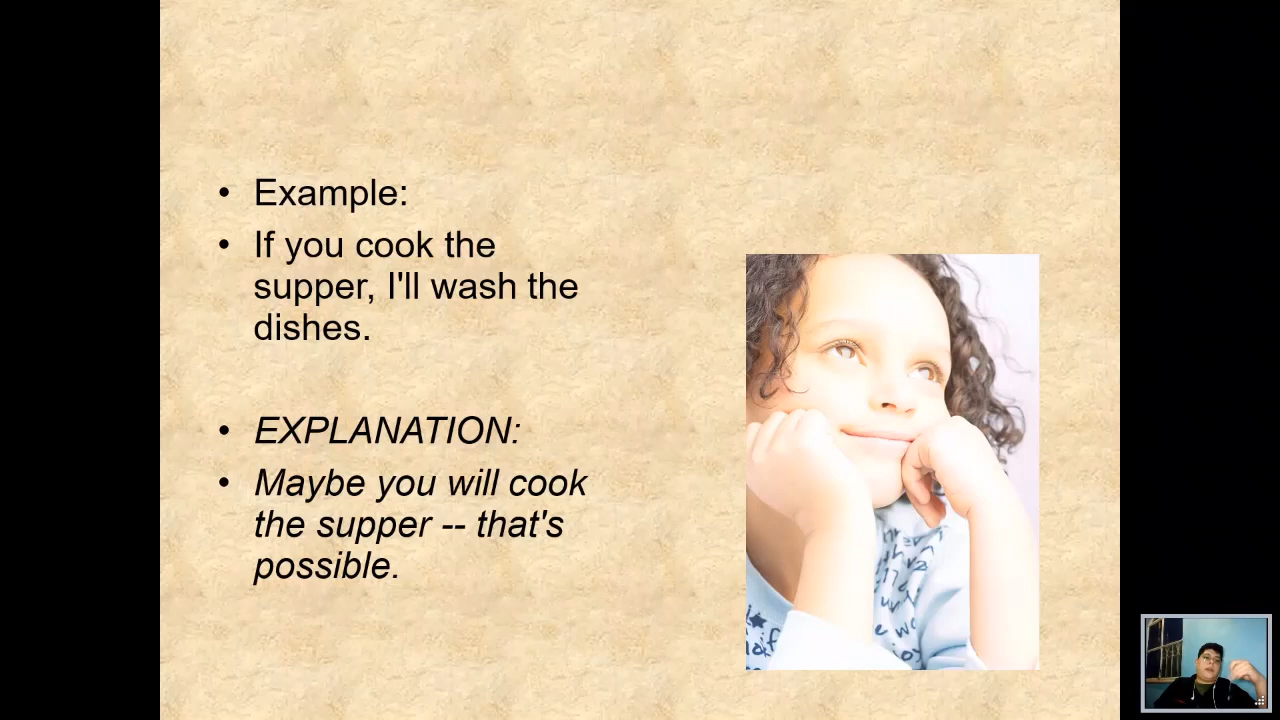 • Example:
• If you cook the
supper, I'll wash the
dishes.
• EXPLANATION:
• Maybe you will cook
the supper -- that's
possible.